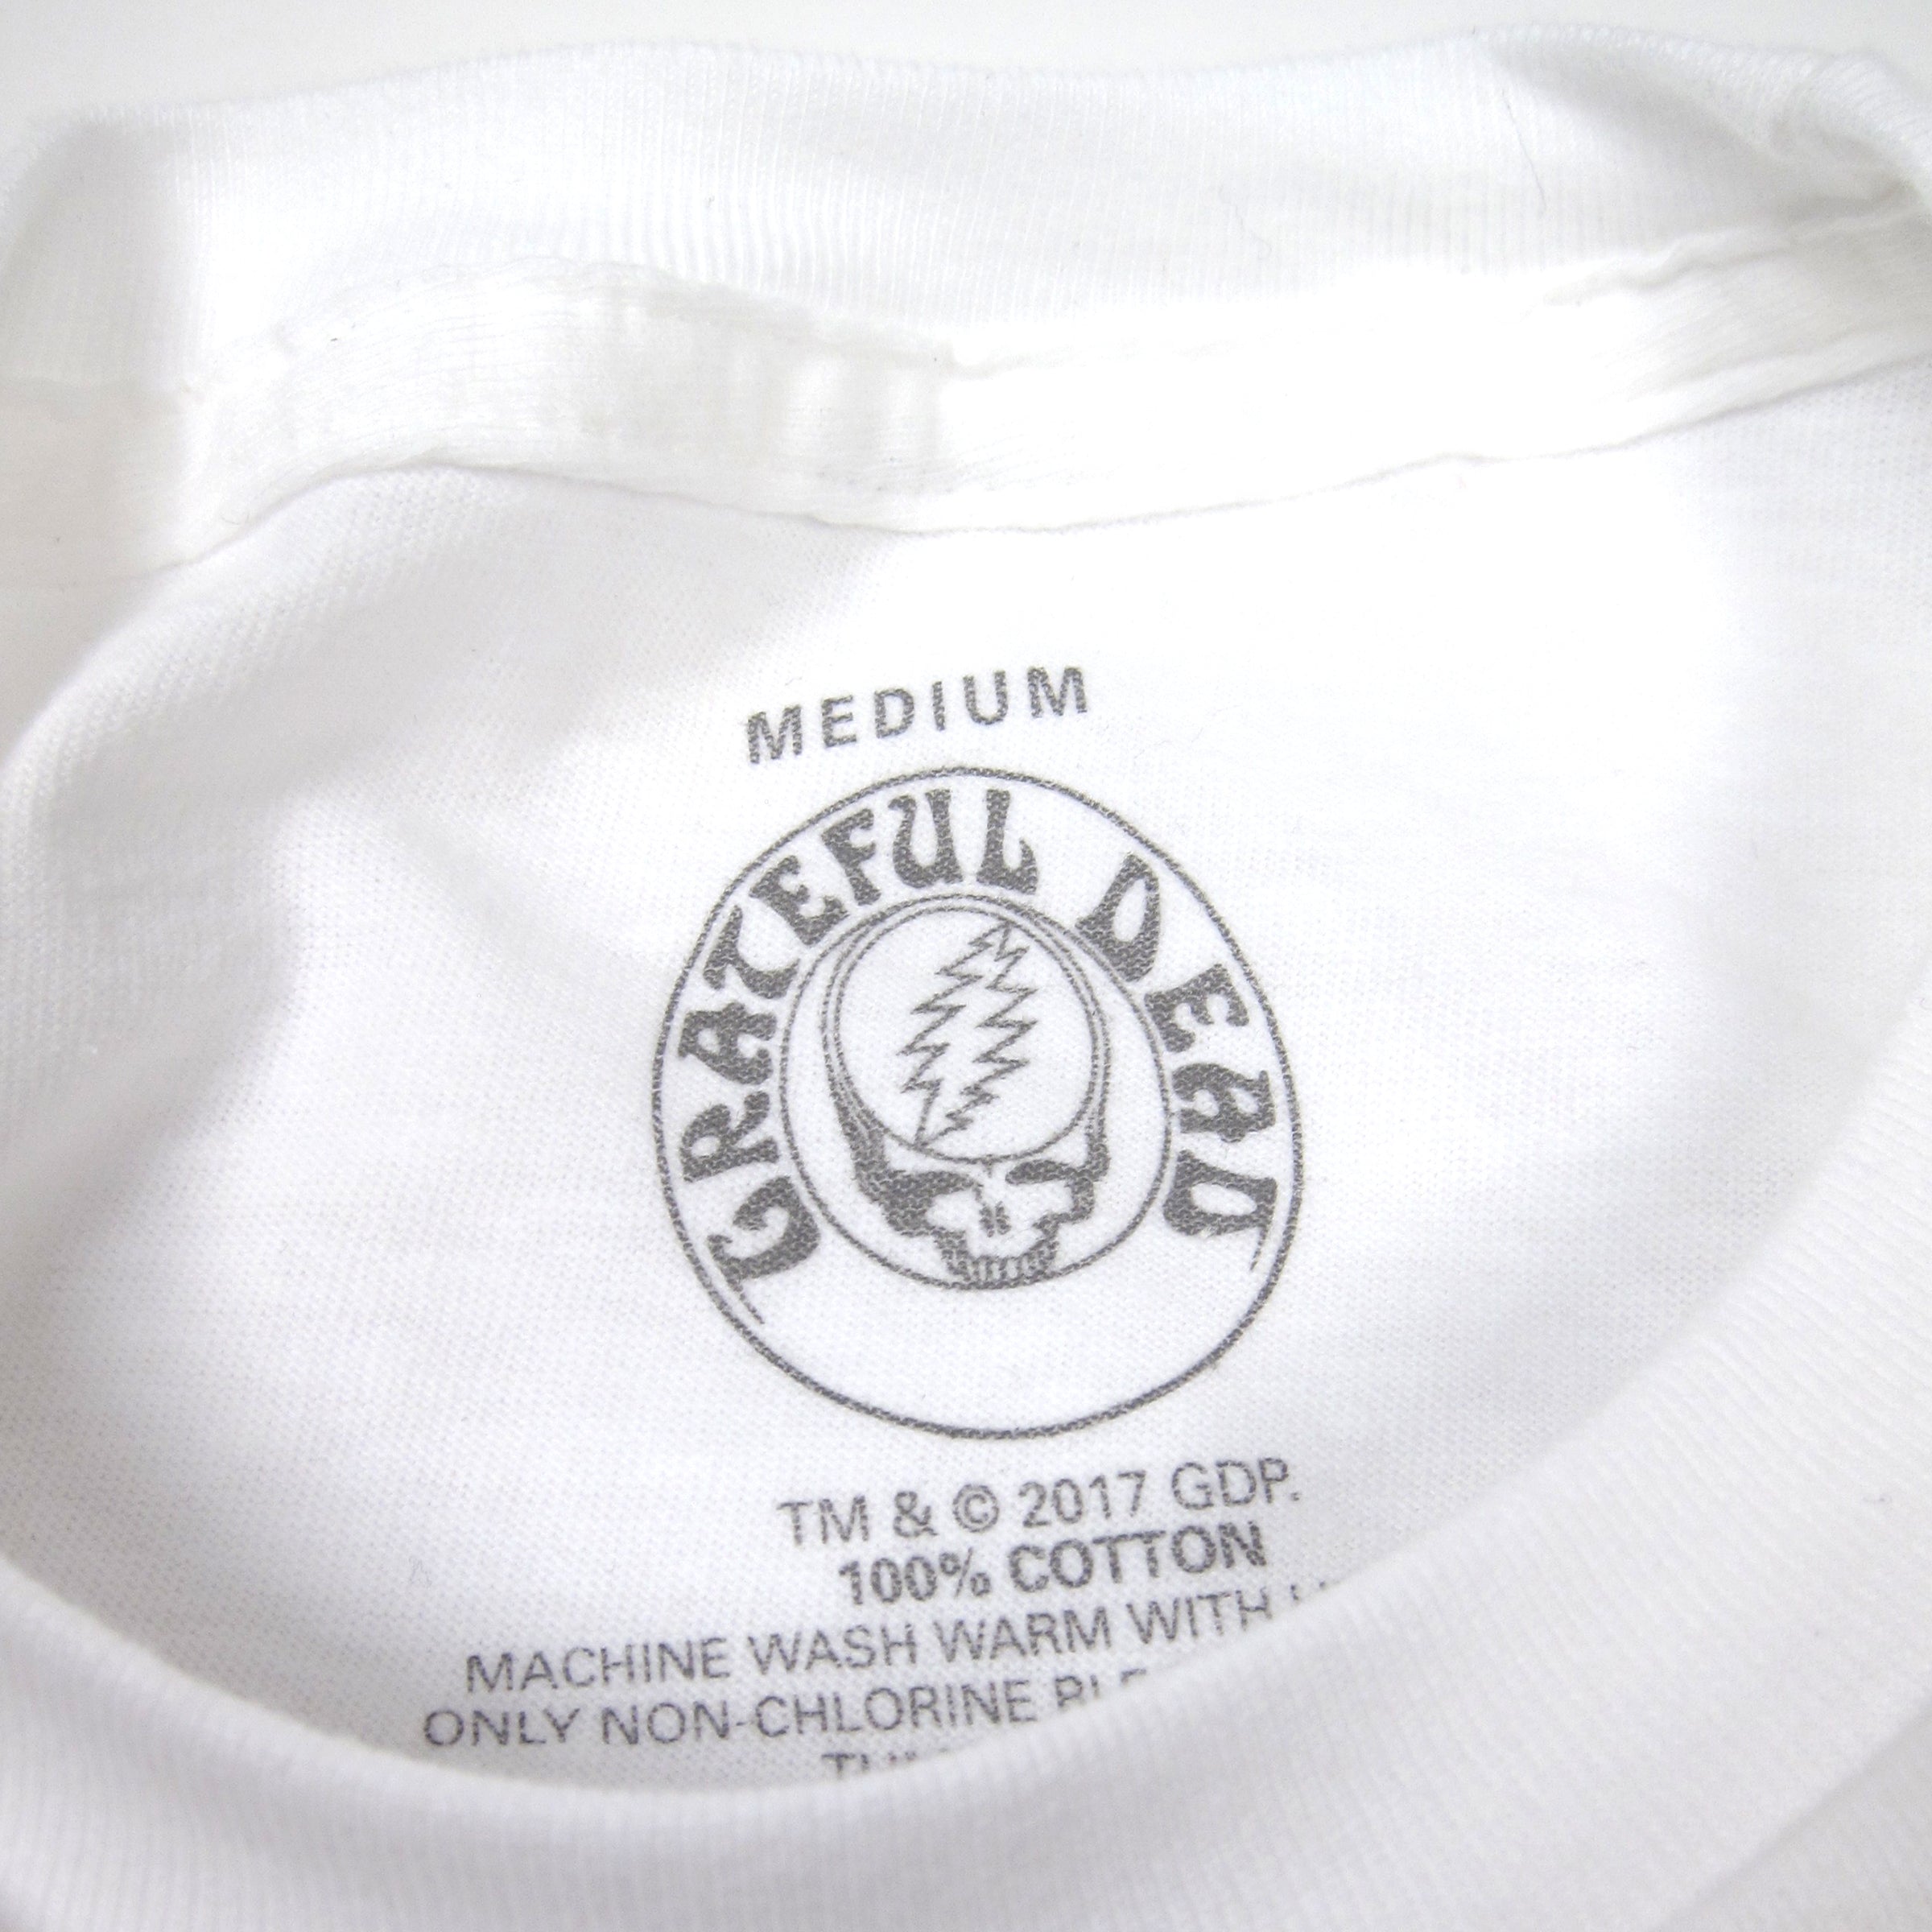 MEDIUM
GRATEFUL DEAD
TM & © 2017 GDP.
100% COTTON
MACHINE WASH WARM WITH
ONLY NON-CHLORINE